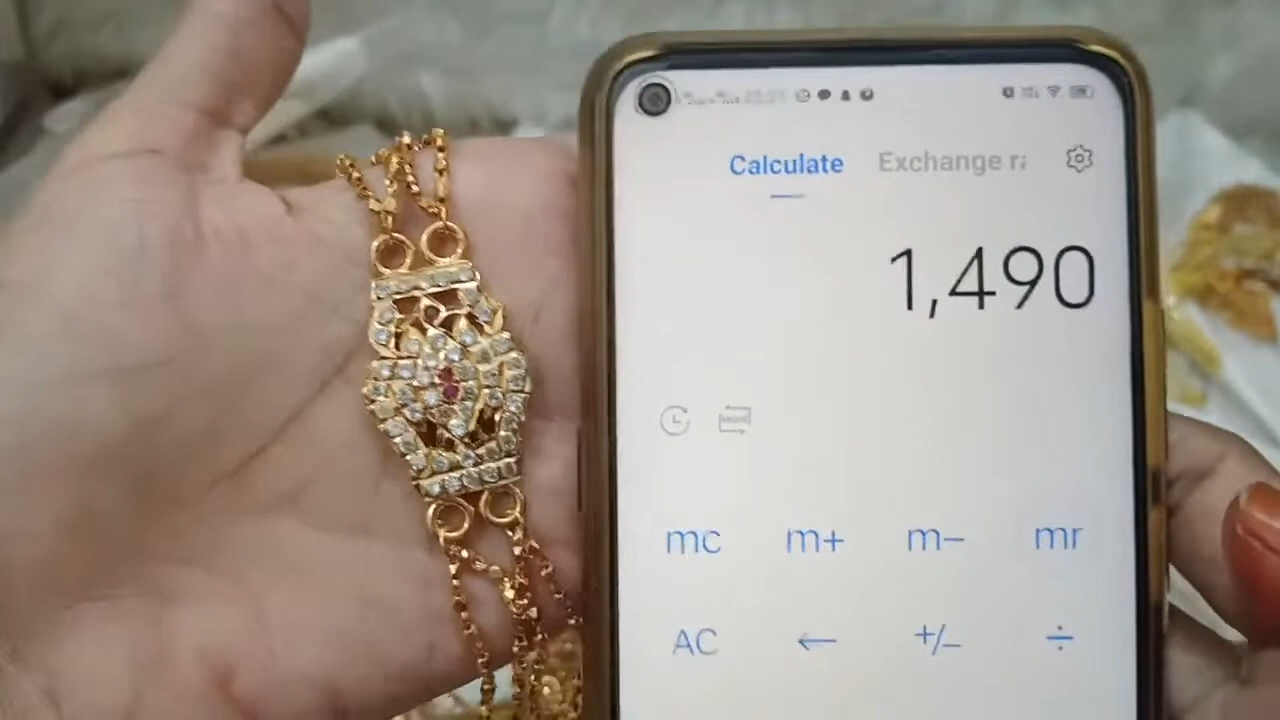 Calculate Exchange ra
1,490
mc m+ m− mr
AC ← +/− ÷